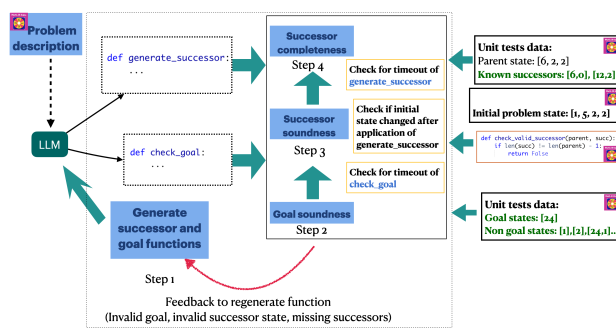 Problem
description
def generate_successor:
...
LLM
def check_goal:
...
Generate
successor and
goal functions
Step 1
Successor
completeness
Step 4
Check for timeout of
generate_successor
Successor
soundness
Step 3
Check if initial
state changed after
application of
generate_successor
Check for timeout of
check_goal
Goal soundness
Step 2
Unit tests data:
Parent state: [6, 2, 2]
Known successors: [6,0], [12,2]
Initial problem state: [1, 5, 2, 2]
def check_valid_successor(parent, succ):
if len(succ) != len(parent) - 1:
return False
Unit tests data:
Goal states: [24]
Non goal states: [1],[2],[24,1]...
Feedback to regenerate function
(Invalid goal, invalid successor state, missing successors)